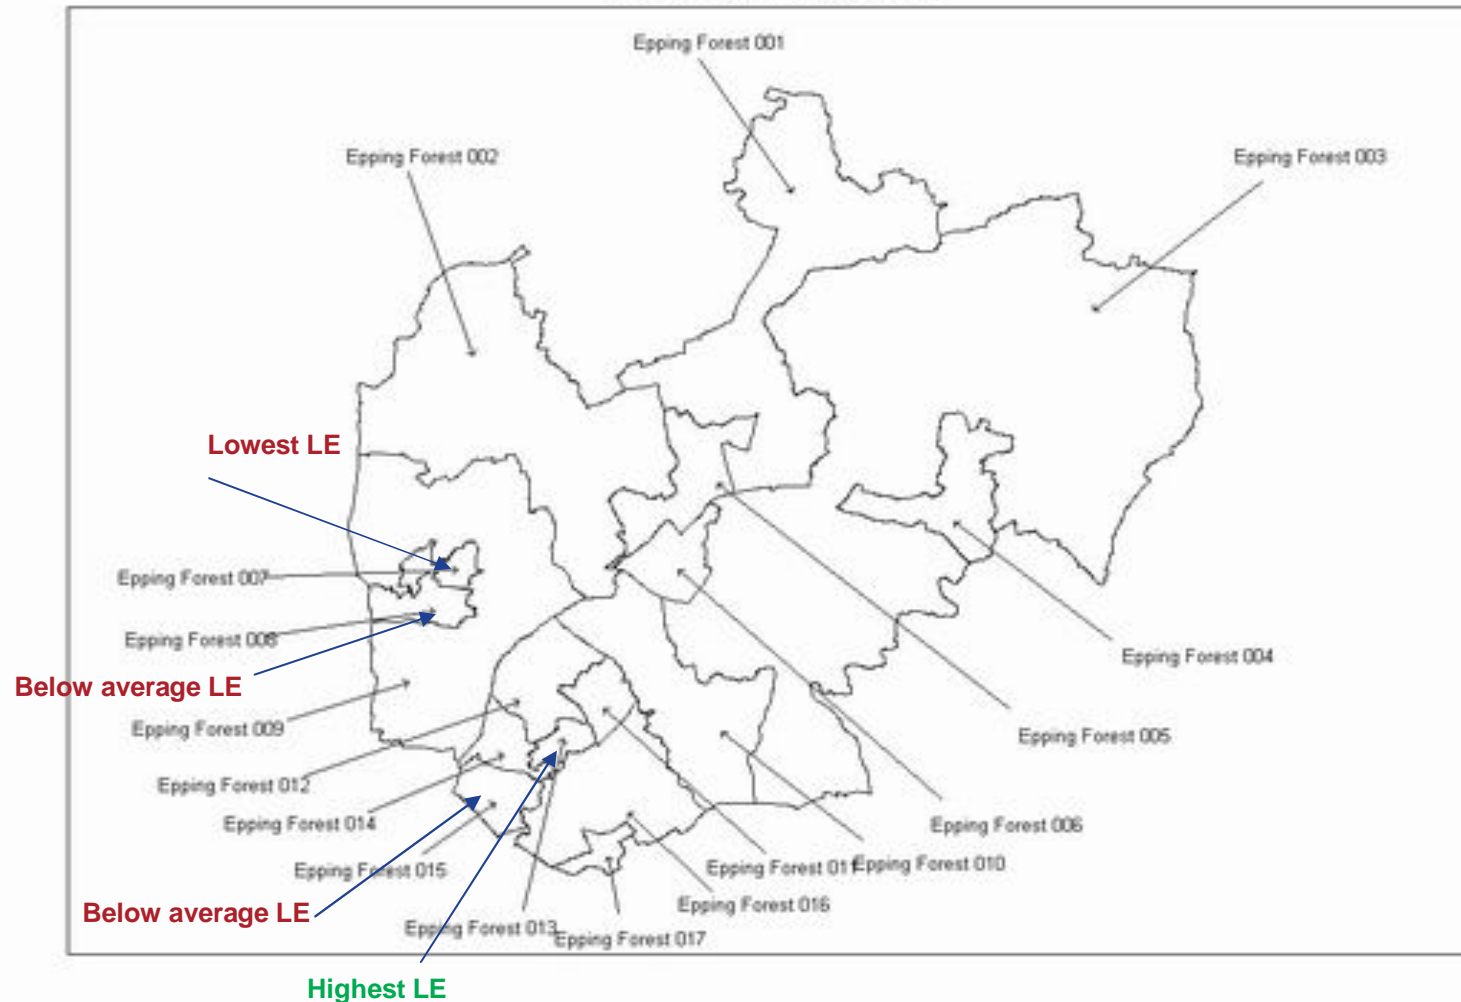 Epping Forest 001
Epping Forest 002
Epping Forest 003
Lowest LE
Epping Forest 007
Epping Forest 008
Epping Forest 004
Below average LE
Epping Forest 009
Epping Forest 005
Epping Forest 012
Epping Forest 014
Epping Forest 006
Epping Forest 015
Epping Forest 011
Epping Forest 010
Epping Forest 016
Below average LE
Epping Forest 013
Epping Forest 017
Highest LE